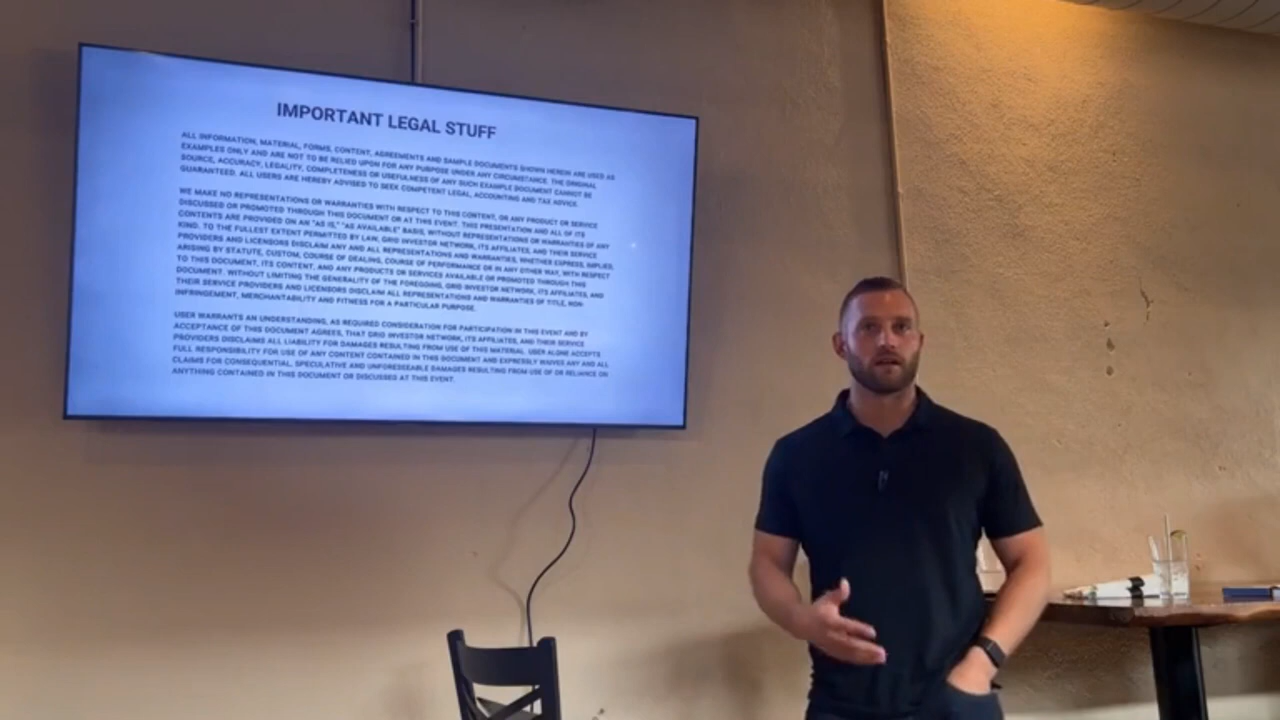 IMPORTANT LEGAL STUFF
ALL INFORMATION, MATERIAL, FORMS, CONTENT, AGREEMENTS AND SAMPLE DOCUMENTS SHOWN HEREIN ARE USED AS
EXAMPLES ONLY AND ARE NOT TO BE RELIED UPON FOR ANY PURPOSE UNDER ANY CIRCUMSTANCE. THE ORIGINAL
SOURCE, ACCURACY, LEGALITY, COMPLETENESS OR USEFULNESS OF ANY SUCH EXAMPLE DOCUMENT CANNOT BE
GUARANTEED. ALL USERS ARE HEREBY ADVISED TO SEEK COMPETENT LEGAL, ACCOUNTING AND TAX ADVICE.
WE MAKE NO REPRESENTATIONS OR WARRANTIES WITH RESPECT TO THIS CONTENT, OR ANY PRODUCT OR SERVICE
DISCUSSED OR PROMOTED THROUGH THIS DOCUMENT OR AT THIS EVENT. THIS PRESENTATION AND ALL OF ITS
CONTENTS ARE PROVIDED ON AN "AS IS," "AS AVAILABLE" BASIS, WITHOUT REPRESENTATIONS OR WARRANTIES OF ANY
KIND. TO THE FULLEST EXTENT PERMITTED BY LAW, GRID INVESTOR NETWORK, ITS AFFILIATES, AND THEIR SERVICE
PROVIDERS AND LICENSORS DISCLAIM ANY AND ALL REPRESENTATIONS AND WARRANTIES, WHETHER EXPRESS, IMPLIED,
ARISING BY STATUTE, CUSTOM, COURSE OF DEALING, COURSE OF PERFORMANCE OR IN ANY OTHER WAY, WITH RESPECT
TO THIS DOCUMENT, ITS CONTENT, AND ANY PRODUCTS OR SERVICES AVAILABLE OR PROMOTED THROUGH THIS
DOCUMENT. WITHOUT LIMITING THE GENERALITY OF THE FOREGOING, GRID INVESTOR NETWORK, ITS AFFILIATES, AND
THEIR SERVICE PROVIDERS AND LICENSORS DISCLAIM ALL REPRESENTATIONS AND WARRANTIES OF TITLE, NON-
INFRINGEMENT, MERCHANTABILITY AND FITNESS FOR A PARTICULAR PURPOSE.
USER WARRANTS AN UNDERSTANDING, AS REQUIRED CONSIDERATION FOR PARTICIPATION IN THIS EVENT AND BY
ACCEPTANCE OF THIS DOCUMENT AGREES, THAT GRID INVESTOR NETWORK, ITS AFFILIATES, AND THEIR SERVICE
PROVIDERS DISCLAIMS ALL LIABILITY FOR DAMAGES RESULTING FROM USE OF THIS MATERIAL. USER ALONE ACCEPTS
FULL RESPONSIBILITY FOR USE OF ANY CONTENT CONTAINED IN THIS DOCUMENT AND EXPRESSLY WAIVES ANY AND ALL
CLAIMS FOR CONSEQUENTIAL, SPECULATIVE AND UNFORESEEABLE DAMAGES RESULTING FROM USE OF OR RELIANCE ON
ANYTHING CONTAINED IN THIS DOCUMENT OR DISCUSSED AT THIS EVENT.